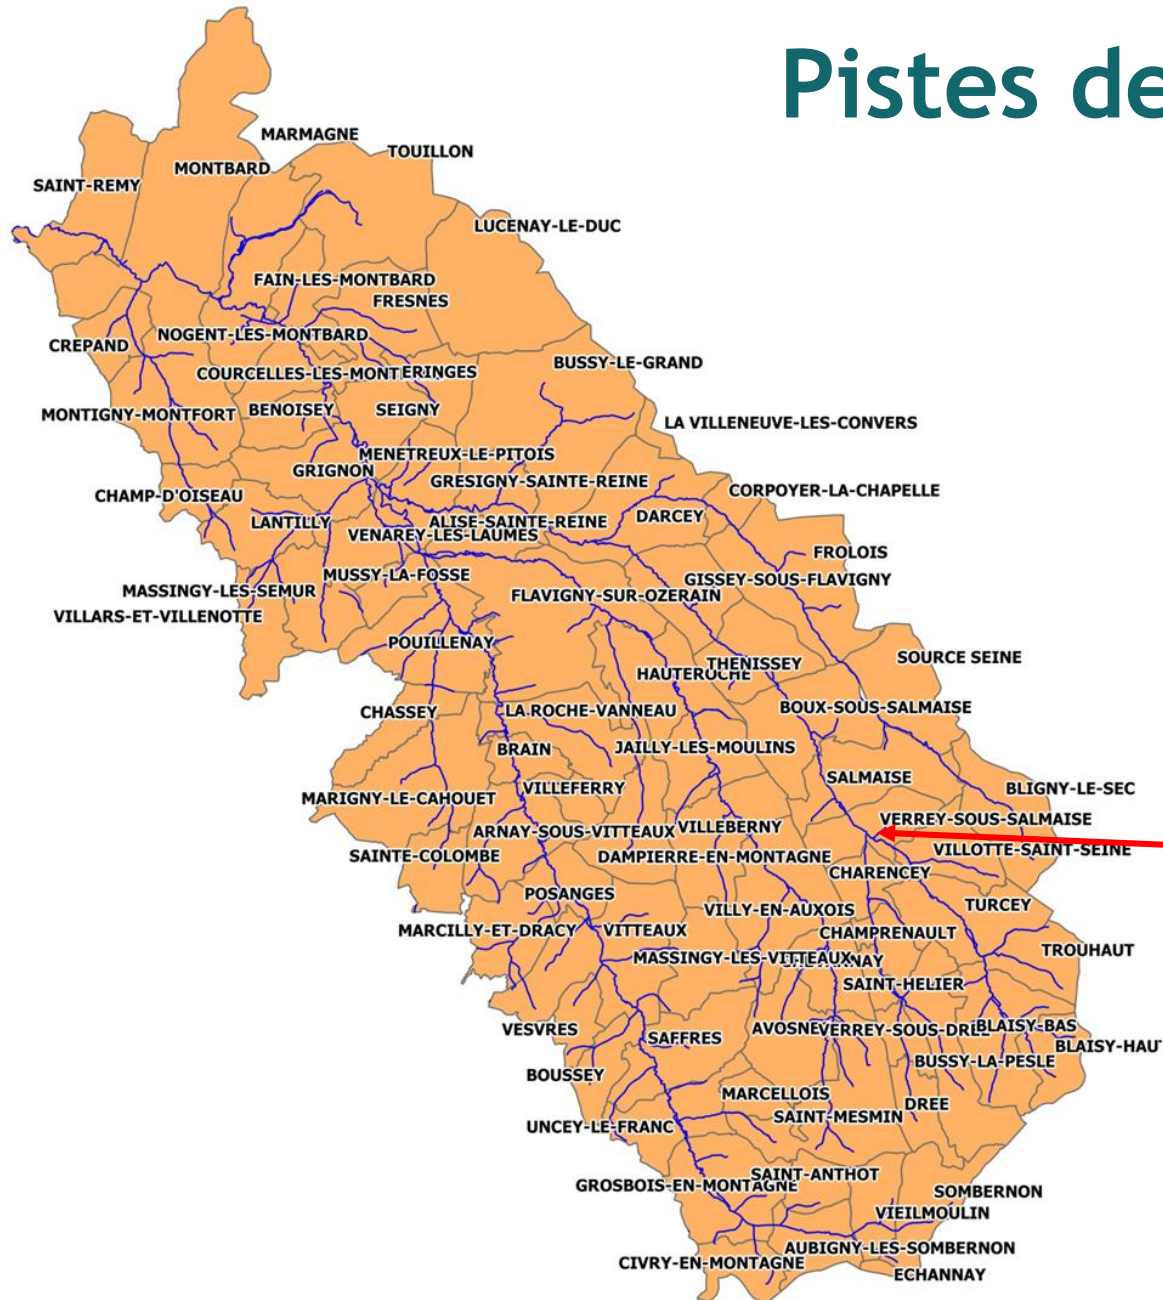 Pistes de
MARMAGNE
TOUILLON
MONTBARD
SAINT-REMY
LUCENAY-LE-DUC
FAIN-LES-MONTBARD
FRESNES
NOGENT-LES-MONTBARD
CREPAND
BUSSY-LE-GRAND
COURCELLES-LES-MONT
ERINGES
MONTIGNY-MONTFORT
BENOISEY
SEIGNY
LA VILLENEUVE-LES-CONVERS
MENETREUX-LE-PITOIS
GRIGNON
GRESIGNY-SAINTE-REINE
CORPOYER-LA-CHAPELLE
CHAMP-D'OISEAU
LANTILLY
ALISE-SAINTE-REINE
DARCEY
VENAREY-LES-LAUMES
FROLOIS
MUSSY-LA-FOSSE
GISSEY-SOUS-FLAVIGNY
MASSINGY-LES-SEMUR
FLAVIGNY-SUR-OZERAIN
VILLARS-ET-VILLENOTTE
POUILLENAY
SOURCE SEINE
THENISSEY
HAUTEROCHE
CHASSEY
LA ROCHE-VANNEAU
BOUX-SOUS-SALMAISE
BRAIN
JAILLY-LES-MOULINS
SALMAISE
VILLEFERRY
BLIGNY-LE-SEC
MARIGNY-LE-CAHOUET
VERREY-SOUS-SALMAISE
ARNAY-SOUS-VITTEAUX
VILLEBERNY
VILLOTTE-SAINT-SEINE
SAINTE-COLOMBE
DAMPIERRE-EN-MONTAGNE
CHARENCEY
POSANGES
VILLY-EN-AUXOIS
TURCEY
MARCILLY-ET-DRACY
VITTEAUX
CHAMPRENAULT
TROUHAUT
MASSINGY-LES-VITTEAUX
NAY
SAINT-HELIER
VESVRES
SAFFRES
AVOSNE
VERREY-SOUS-DREE
BLAISY-BAS
BLAISY-HAUT
BUSSY-LA-PESLE
BOUSSEY
MARCELLOIS
DREE
SAINT-MESMIN
UNCEY-LE-FRANC
SAINT-ANTHOT
GROSBOIS-EN-MONTAGNE
SOMBERNON
VIEILMOULIN
AUBIGNY-LES-SOMBERNON
CIVRY-EN-MONTAGNE
ECHANNAY